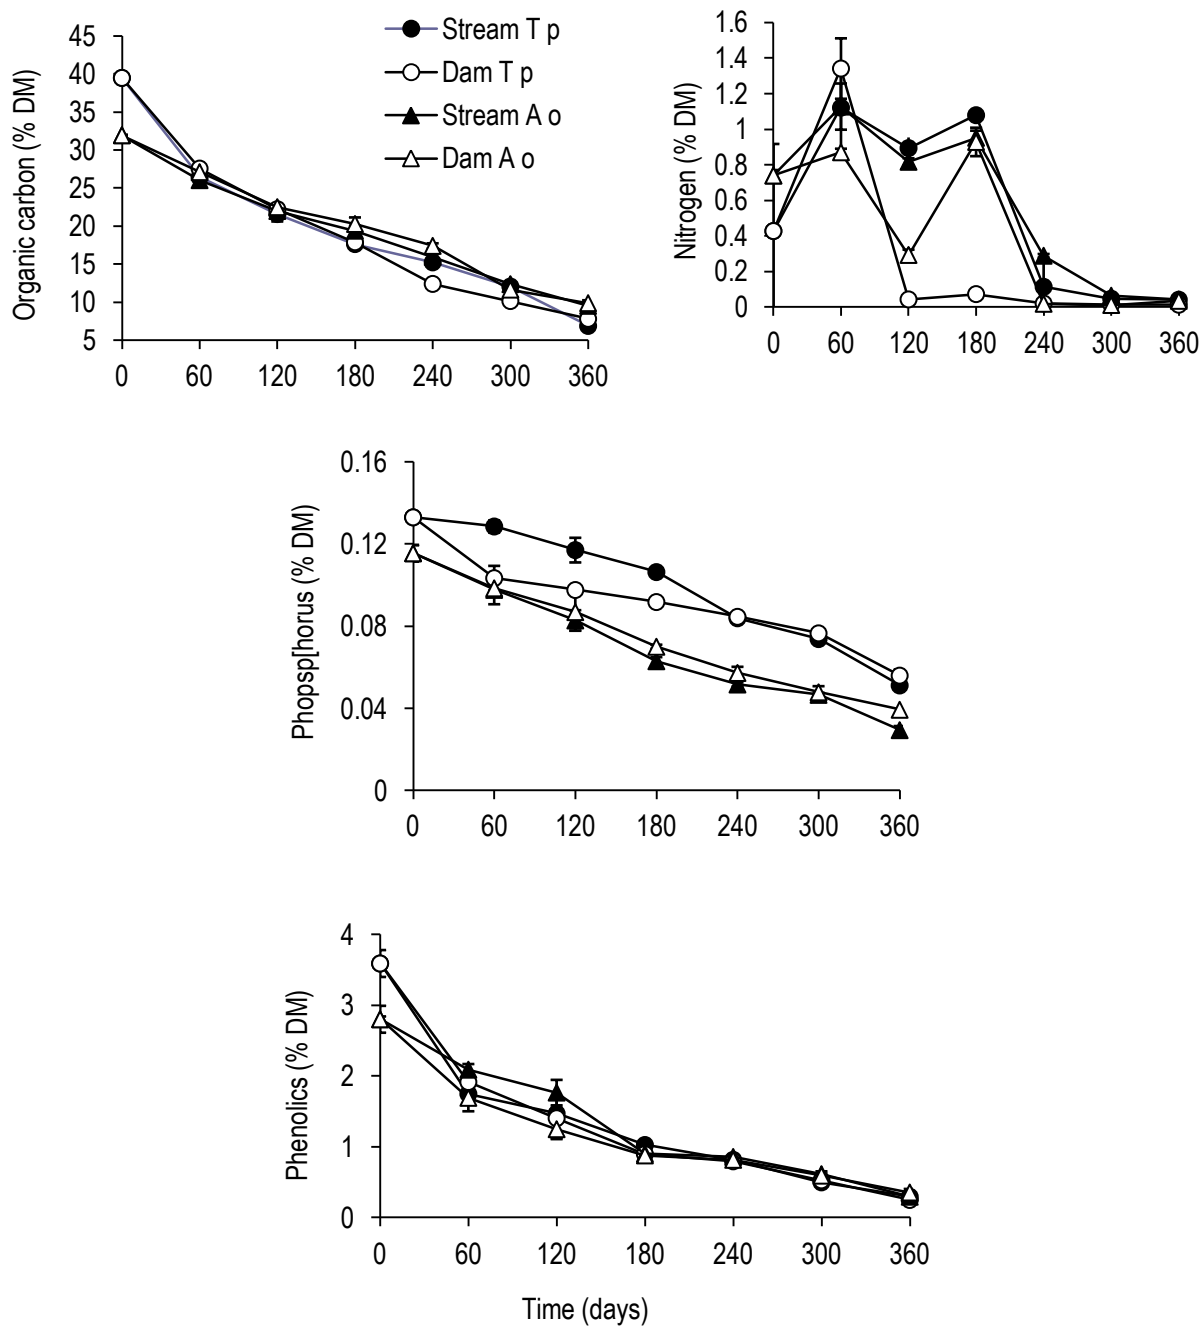 Stream T p
Dam T p
Stream A o
Dam A o
Organic carbon (% DM)
45
40
35
30
25
20
15
10
5
0 60 120 180 240 300 360
Nitrogen (% DM)
1.6
1.4
1.2
1
0.8
0.6
0.4
0.2
0
0 60 120 180 240 300 360
Phopsp[horus (% DM)
0.16
0.12
0.08
0.04
0
0 60 120 180 240 300 360
Phenolics (% DM)
4
3
2
1
0
0 60 120 180 240 300 360
Time (days)